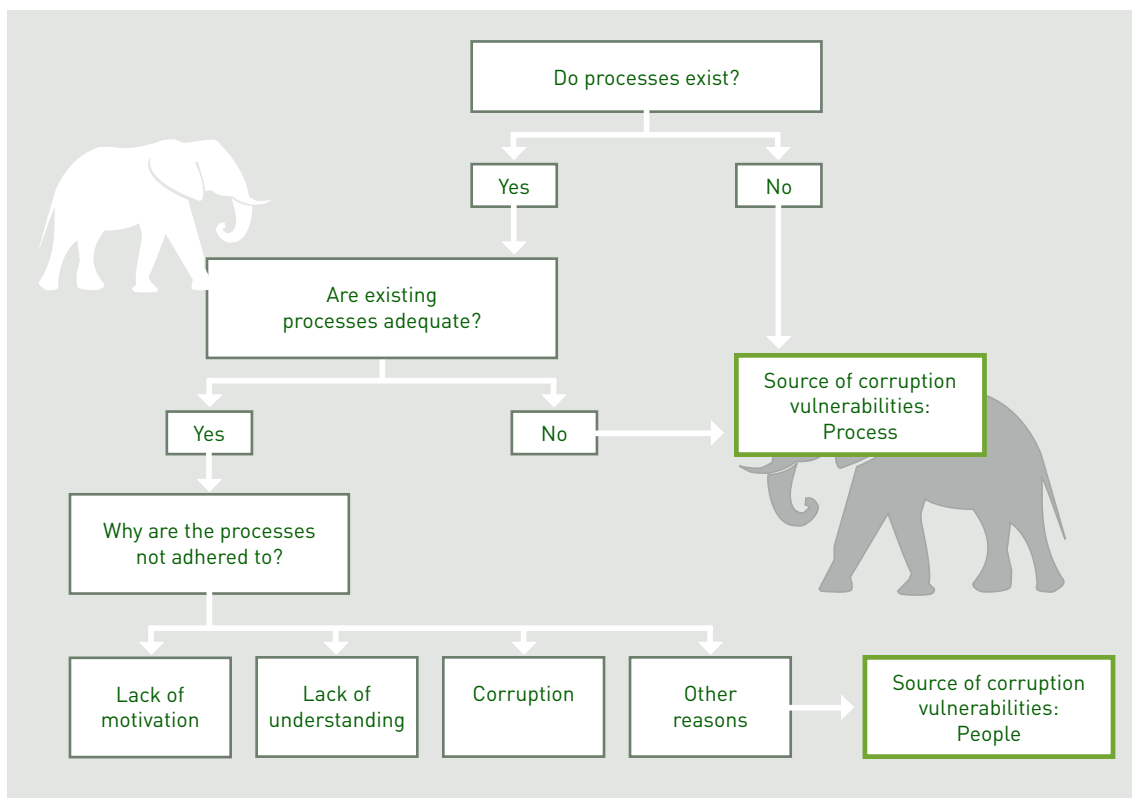 Do processes exist?
Yes
No
Are existing
processes adequate?
Source of corruption
vulnerabilities:
Process
Yes
No
Why are the processes
not adhered to?
Lack of
motivation
Lack of
understanding
Corruption
Other
reasons
Source of corruption
vulnerabilities:
People